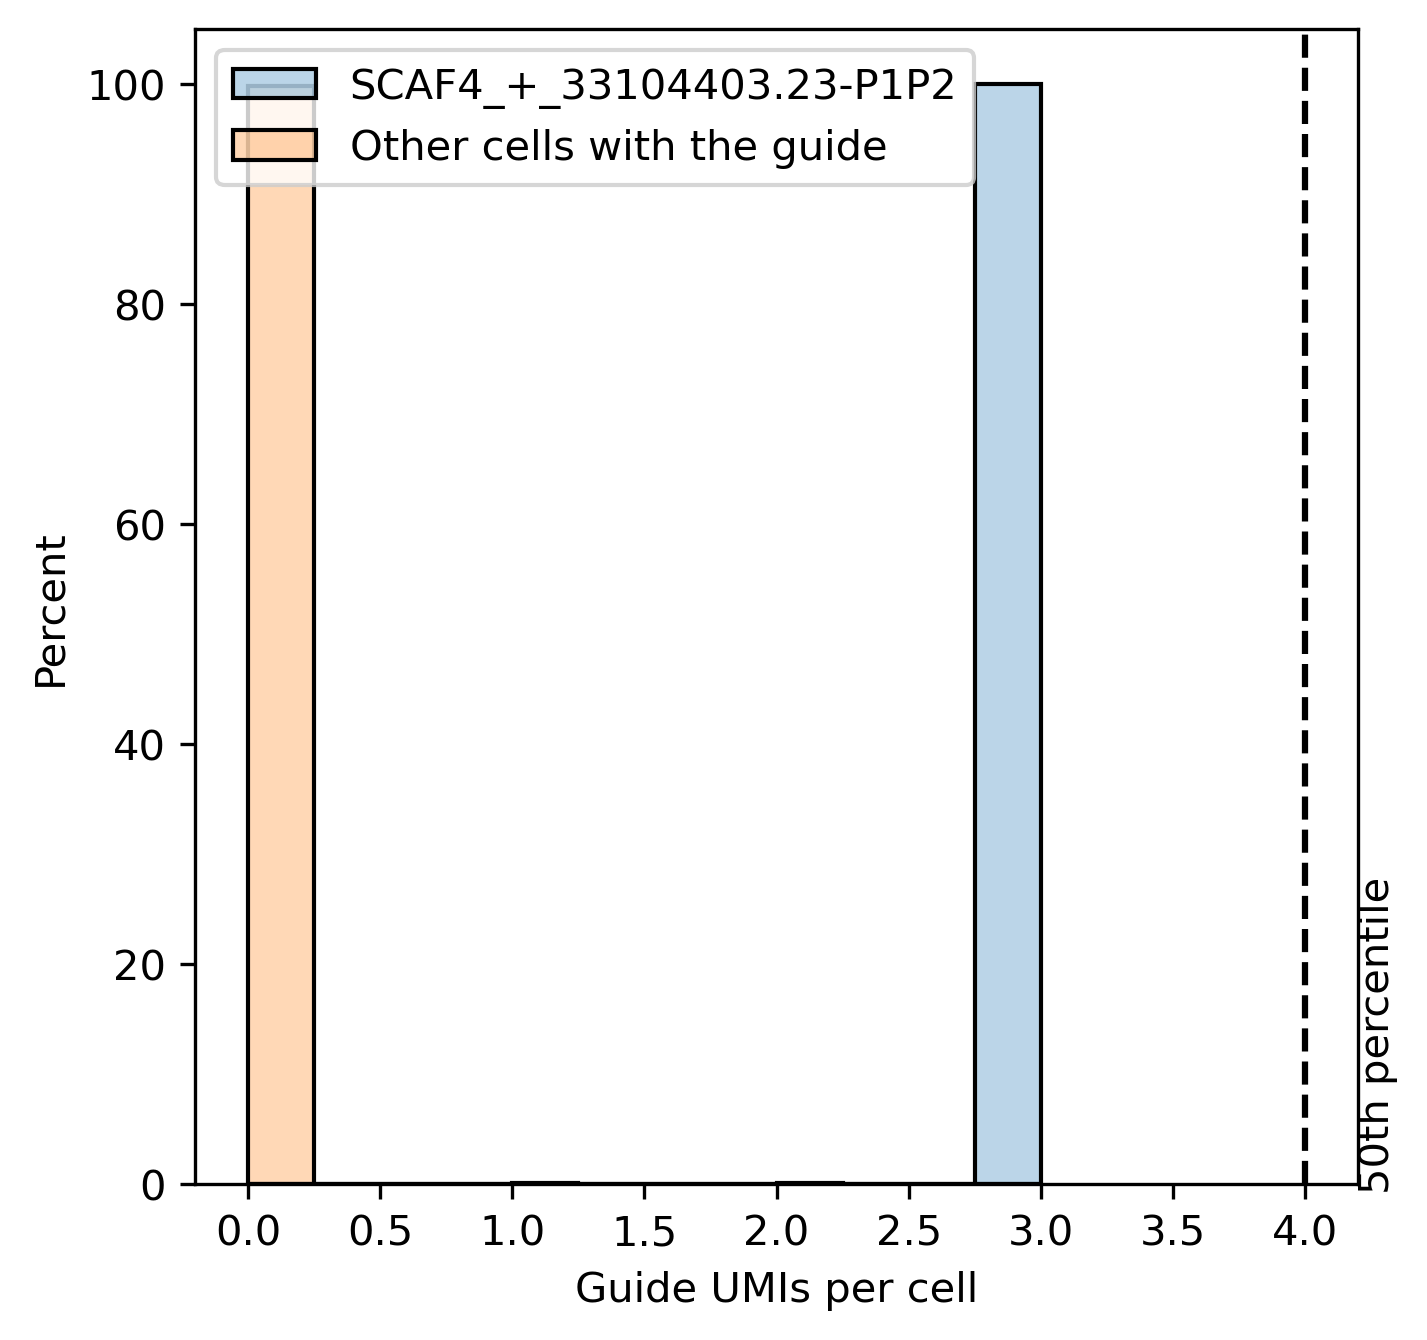 SCAF4_+_33104403.23-P1P2
Other cells with the guide
100
80
60
40
20
0
Percent
0.0 0.5 1.0 1.5 2.0 2.5 3.0 3.5 4.0
Guide UMIs per cell
50th percentile